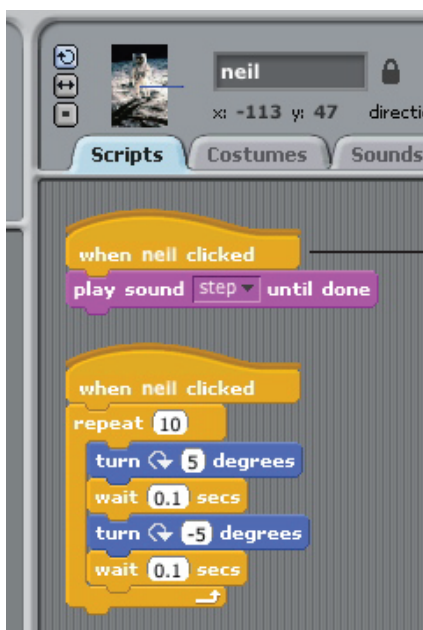 neil
x: -113 y: 47 directi
Scripts Costumes Sounds
when neil clicked
play sound step until done
when neil clicked
repeat 10
turn 5 degrees
wait 0.1 secs
turn -5 degrees
wait 0.1 secs